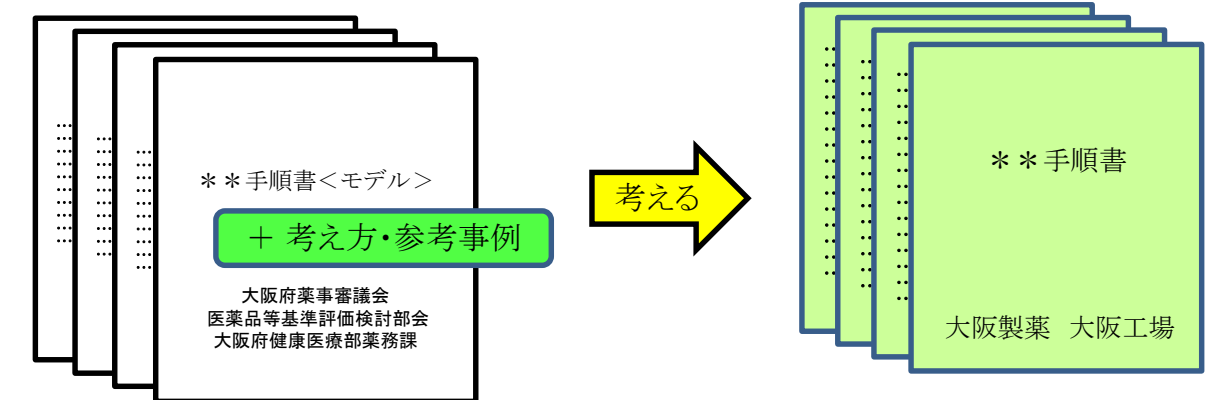 ＊＊手順書＜モデル＞
＋ 考え方・参考事例
大阪府薬事審議会
医薬品等基準評価検討部会
大阪府健康医療部薬務課
考える
＊＊手順書
大阪製薬　大阪工場